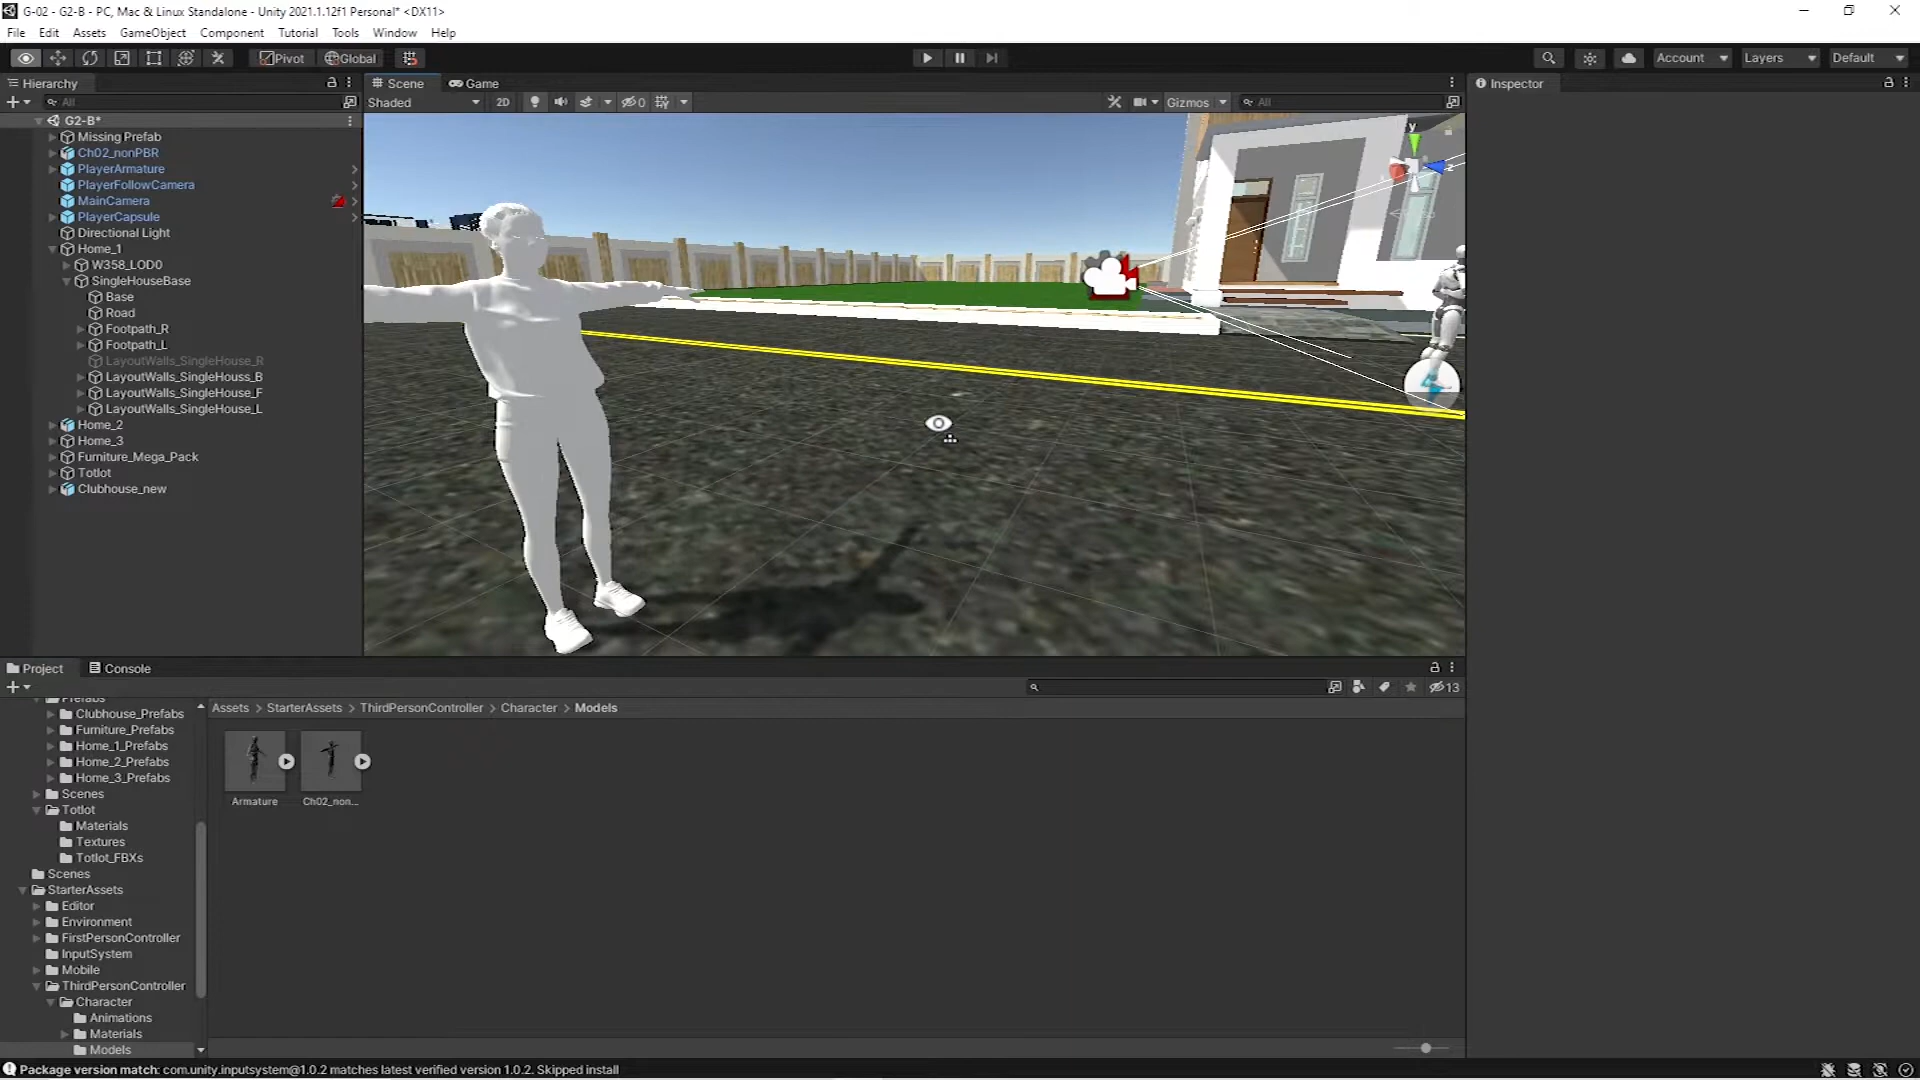 G-02 - G2-B - PC, Mac & Linux Standalone - Unity 2021.1.12f1 Personal* <DX11>
File Edit Assets GameObject Component Tutorial Tools Window Help
Pivot Global Account Layers Default
Hierarchy Scene Game Inspector
All Shaded 2D 0 Gizmos All
G2-B*
Missing Prefab
Ch02_nonPBR
PlayerArmature
PlayerFollowCamera
MainCamera
PlayerCapsule
Directional Light
Home_1
W358_LOD0
SingleHouseBase
Base
Road
Footpath_R
Footpath_L
LayoutWalls_SingleHouse_R
LayoutWalls_SingleHouss_B
LayoutWalls_SingleHouse_F
LayoutWalls_SingleHouse_L
Home_2
Home_3
Furniture_Mega_Pack
Totlot
Clubhouse_new
y
z
Project Console
13
Prefabs
Clubhouse_Prefabs
Furniture_Prefabs
Home_1_Prefabs
Home_2_Prefabs
Home_3_Prefabs
Scenes
Totlot
Materials
Textures
Totlot_FBXs
Scenes
StarterAssets
Editor
Environment
FirstPersonController
InputSystem
Mobile
ThirdPersonController
Character
Animations
Materials
Models
Assets > StarterAssets > ThirdPersonController > Character > Models
Armature Ch02_non...
Package version match: com.unity.inputsystem@1.0.2 matches latest verified version 1.0.2. Skipped install